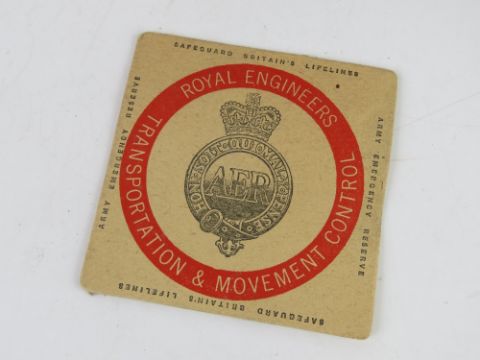 SAFEGUARD BRITAIN'S LIFELINES
ROYAL ENGINEERS
TRANSPORTATION & MOVEMENT CONTROL
HONI SOIT QUI MAL Y PENSE
AER
ARMY EMERGENCY RESERVE
ARMY EMERGENCY RESERVE
SAFEGUARD BRITAIN'S LIFELINES